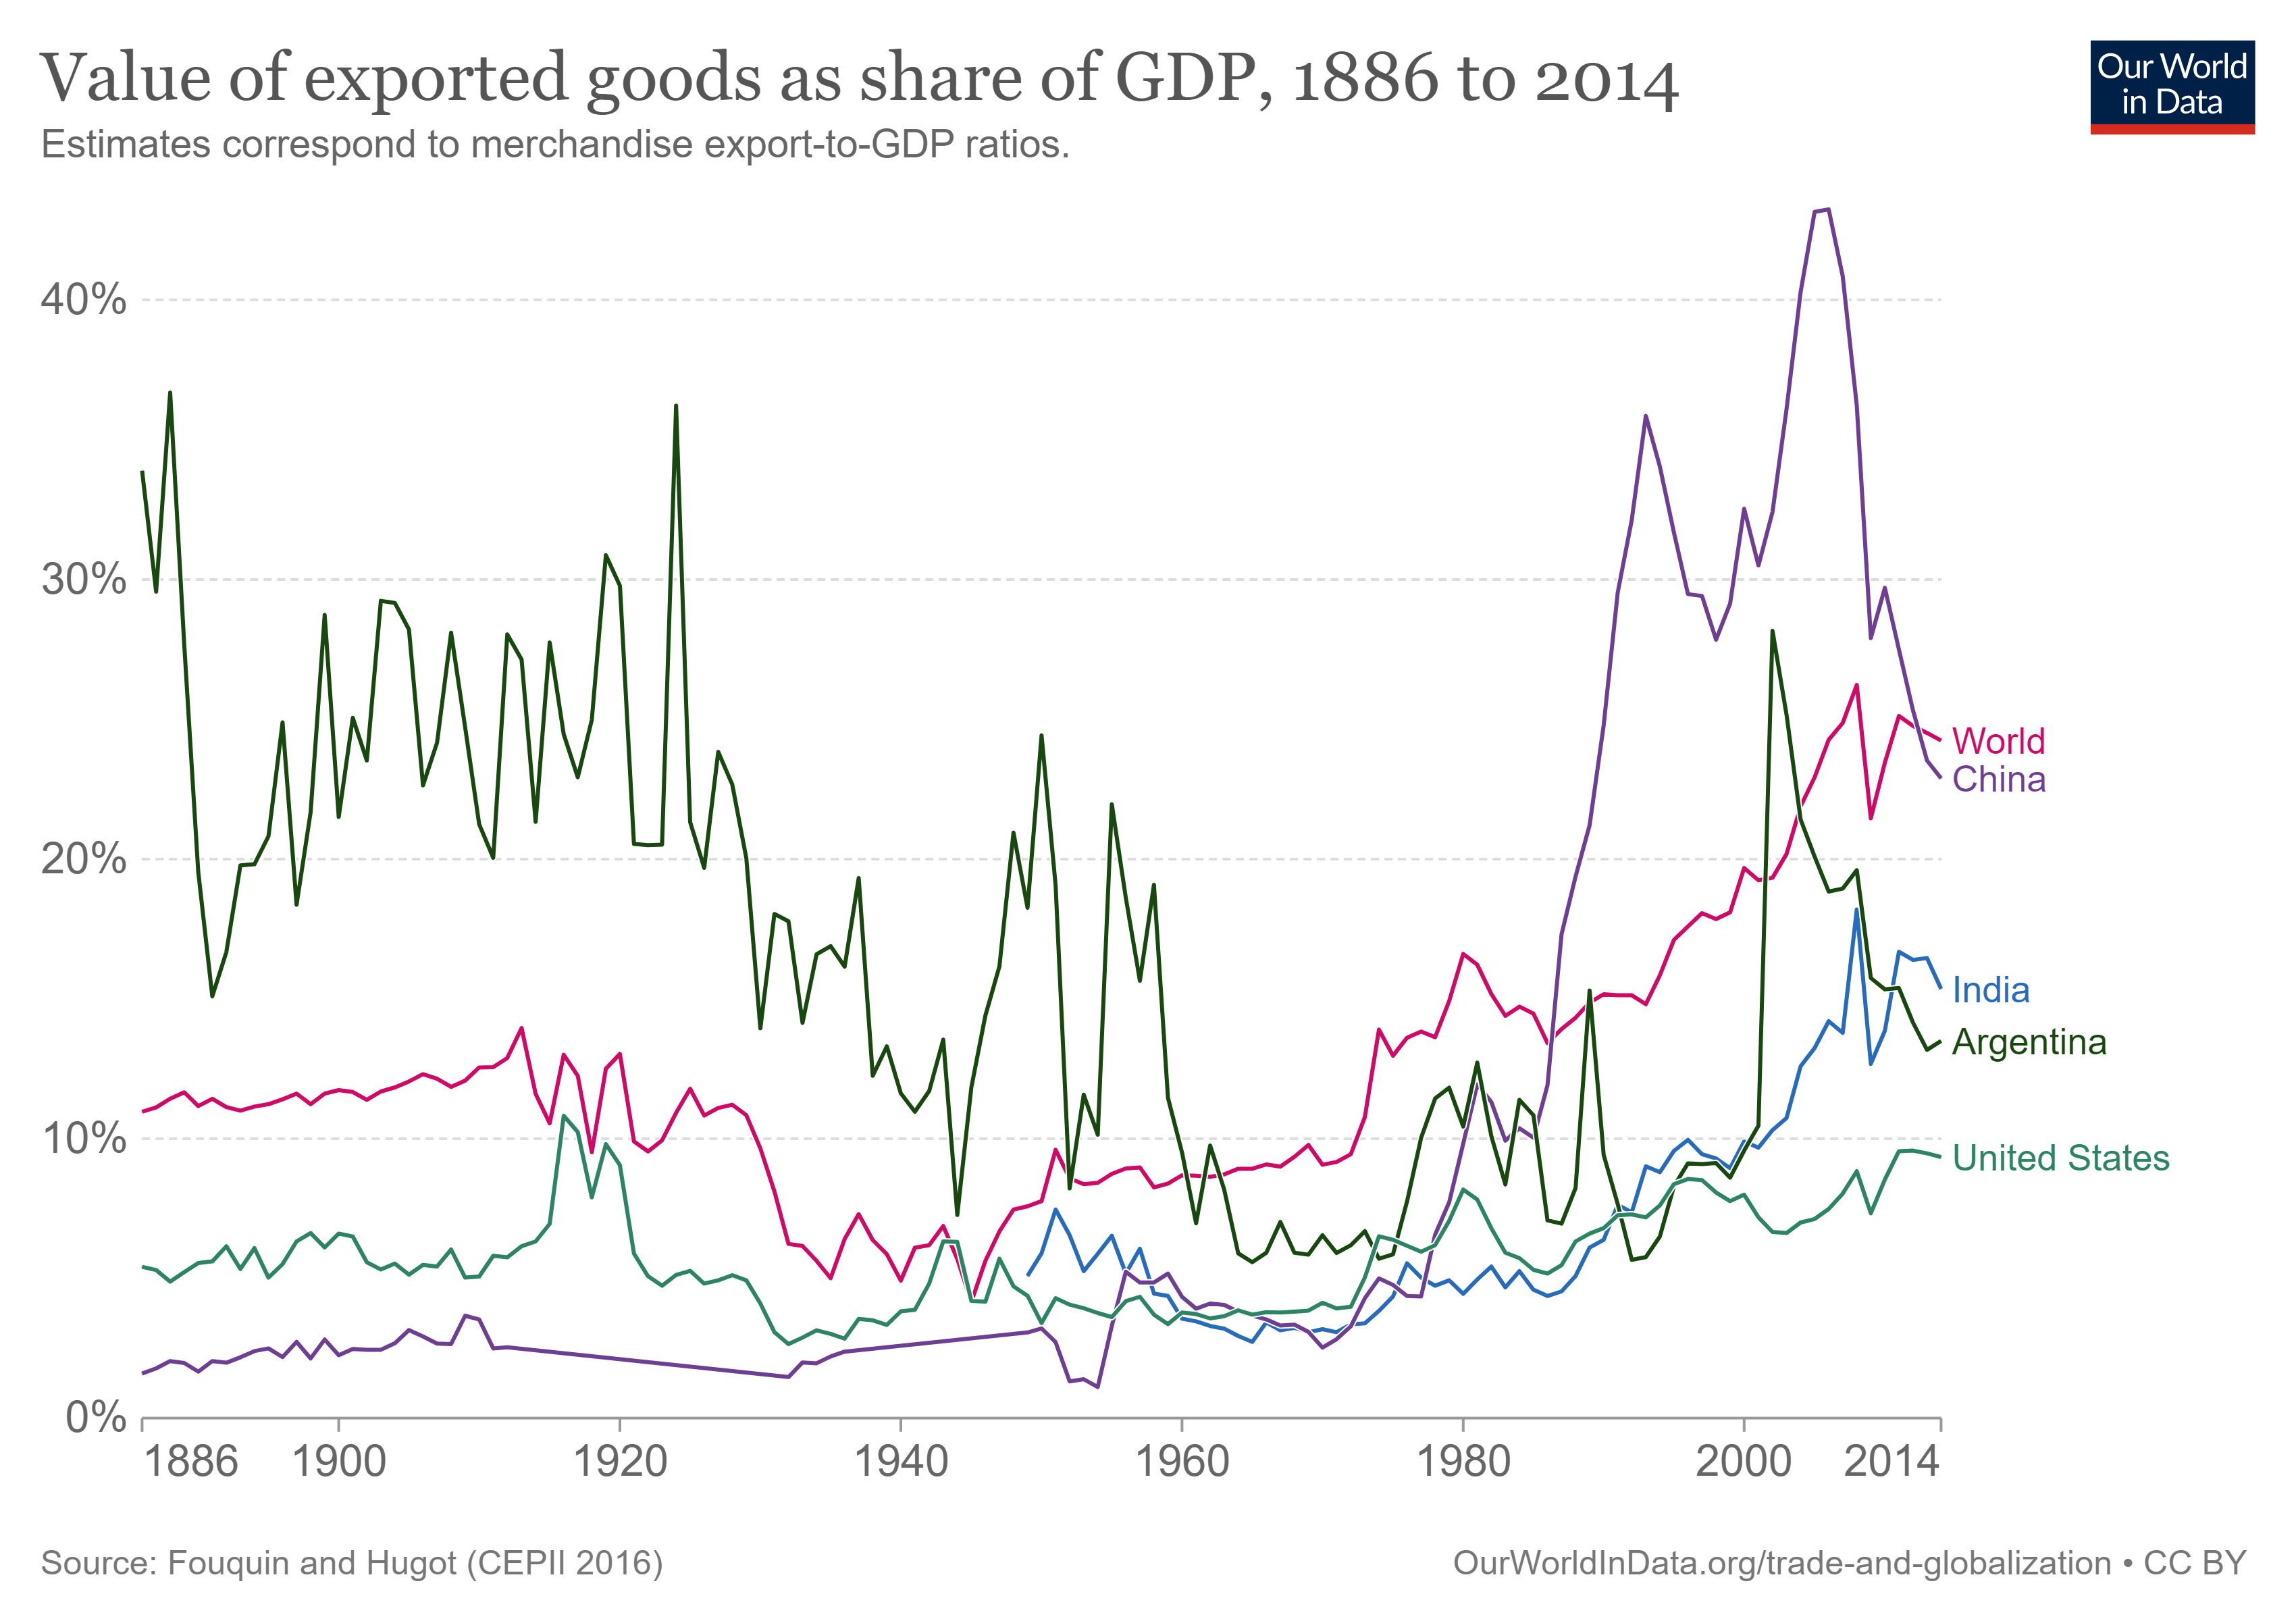 Value of exported goods as share of GDP, 1886 to 2014
Estimates correspond to merchandise export-to-GDP ratios.
Our World
in Data
40%
30%
20%
10%
0%
World
China
India
Argentina
United States
1886 1900 1920 1940 1960 1980 2000 2014
Source: Fouquin and Hugot (CEPII 2016)
OurWorldInData.org/trade-and-globalization • CC BY